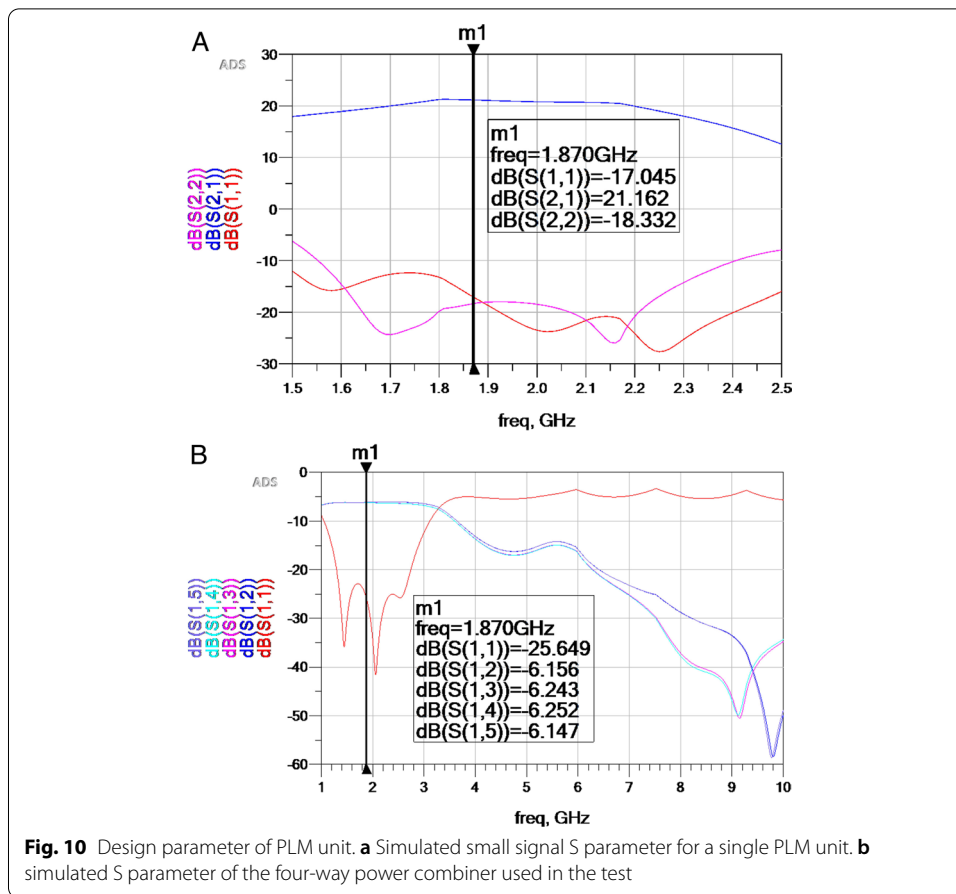 A
m1
ADS
30
20
10
0
-10
-20
-30
dB(S(2,2))
dB(S(2,1))
dB(S(1,1))
m1
freq=1.870GHz
dB(S(1,1))=-17.045
dB(S(2,1))=21.162
dB(S(2,2))=-18.332
1.5 1.6 1.7 1.8 1.9 2.0 2.1 2.2 2.3 2.4 2.5
freq, GHz
B
m1
ADS
0
-10
-20
-30
-40
-50
-60
dB(S(1,5))
dB(S(1,4))
dB(S(1,3))
dB(S(1,2))
dB(S(1,1))
m1
freq=1.870GHz
dB(S(1,1))=-25.649
dB(S(1,2))=-6.156
dB(S(1,3))=-6.243
dB(S(1,4))=-6.252
dB(S(1,5))=-6.147
1 2 3 4 5 6 7 8 9 10
freq, GHz
Fig. 10 Design parameter of PLM unit. a Simulated small signal S parameter for a single PLM unit. b
simulated S parameter of the four-way power combiner used in the test